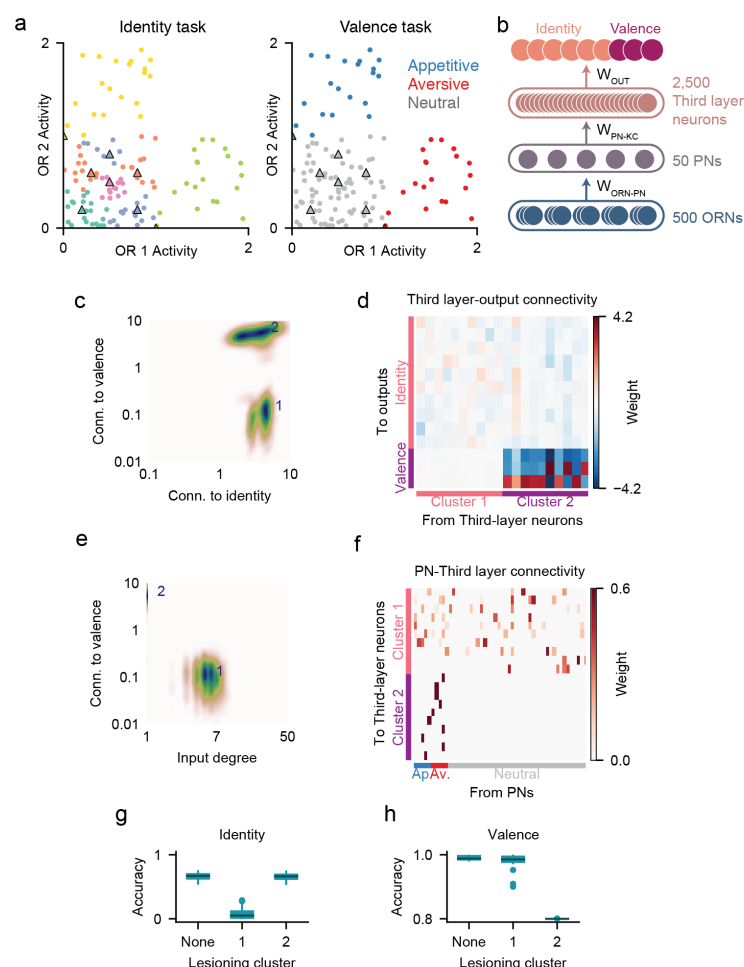 a
Identity task
Valence task
b
2
OR 2 Activity
0
0
OR 1 Activity
2
2
OR 2 Activity
0
0
OR 1 Activity
2
Appetitive
Aversive
Neutral
Identity
Valence
W_OUT
2,500
Third layer
neurons
W_PN-KC
50 PNs
W_ORN-PN
500 ORNs
c
10
1
0.1
0.01
Conn. to valence
2
1
0.1
1
10
Conn. to identity
d
Third layer-output connectivity
To outputs
Identity
Valence
Cluster 1
Cluster 2
From Third-layer neurons
4.2
Weight
−4.2
e
10
1
0.1
0.01
Conn. to valence
2
1
1
7
50
Input degree
f
PN-Third layer connectivity
To Third-layer neurons
Cluster 1
Cluster 2
Ap.
Av.
Neutral
From PNs
0.6
Weight
0.0
g
Identity
1
Accuracy
0
None
1
2
Lesioning cluster
h
Valence
1.0
Accuracy
0.8
None
1
2
Lesioning cluster